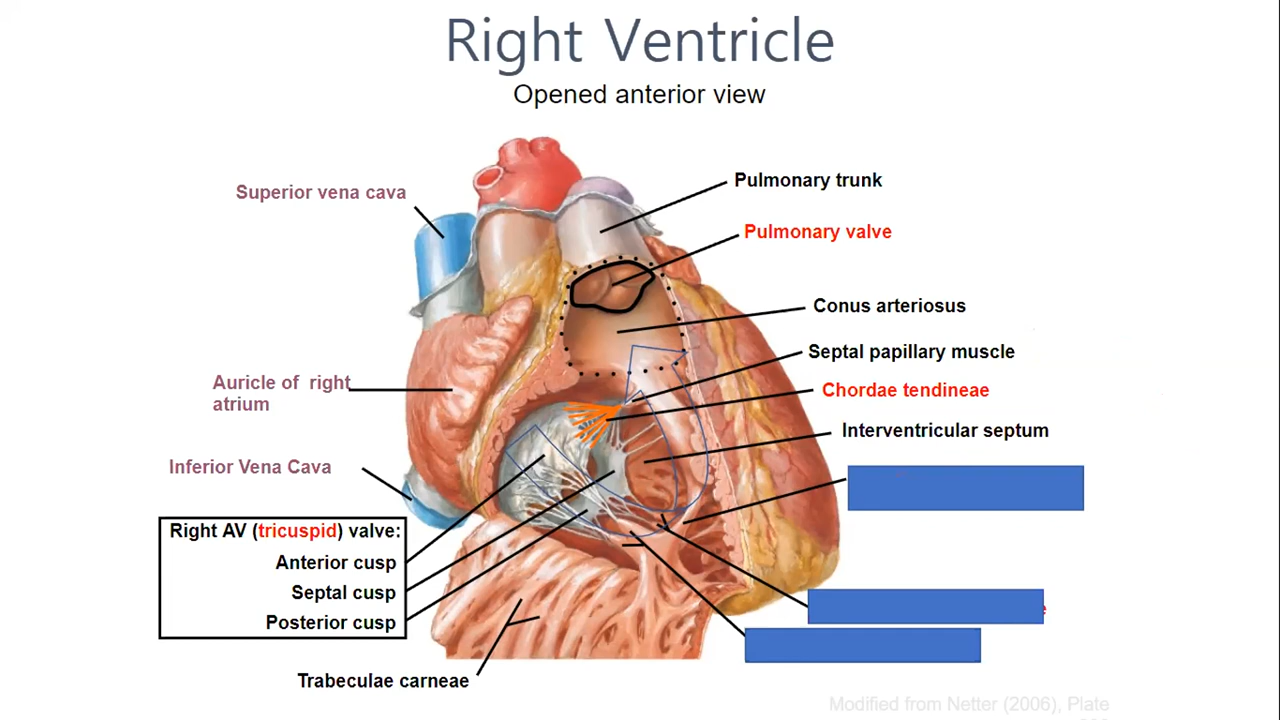 Right Ventricle
Opened anterior view
Superior vena cava
Pulmonary trunk
Pulmonary valve
Conus arteriosus
Septal papillary muscle
Auricle of right
atrium
Chordae tendineae
Interventricular septum
Inferior Vena Cava
Right AV (tricuspid) valve:
Anterior cusp
Septal cusp
Posterior cusp
Trabeculae carneae
Modified from Netter (2006), Plate